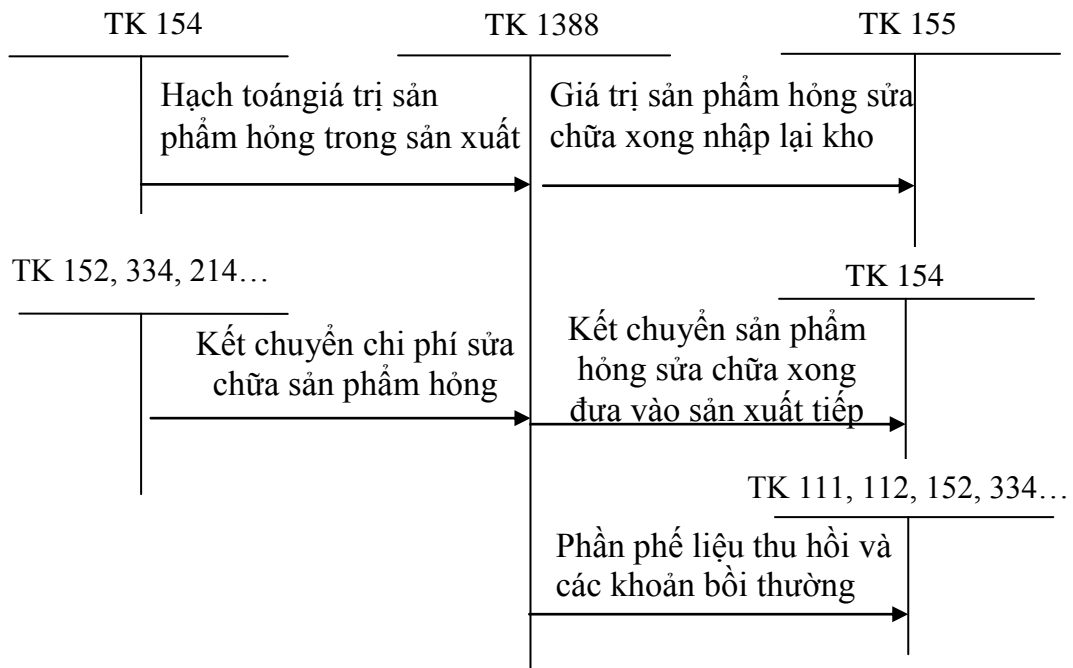 TK 154
TK 1388
TK 155
Hạch toángiá trị sản
phẩm hỏng trong sản xuất
Giá trị sản phẩm hỏng sửa
chữa xong nhập lại kho
TK 152, 334, 214…
TK 154
Kết chuyển chi phí sửa
chữa sản phẩm hỏng
Kết chuyển sản phẩm
hỏng sửa chữa xong
đưa vào sản xuất tiếp
TK 111, 112, 152, 334…
Phần phế liệu thu hồi và
các khoản bồi thường